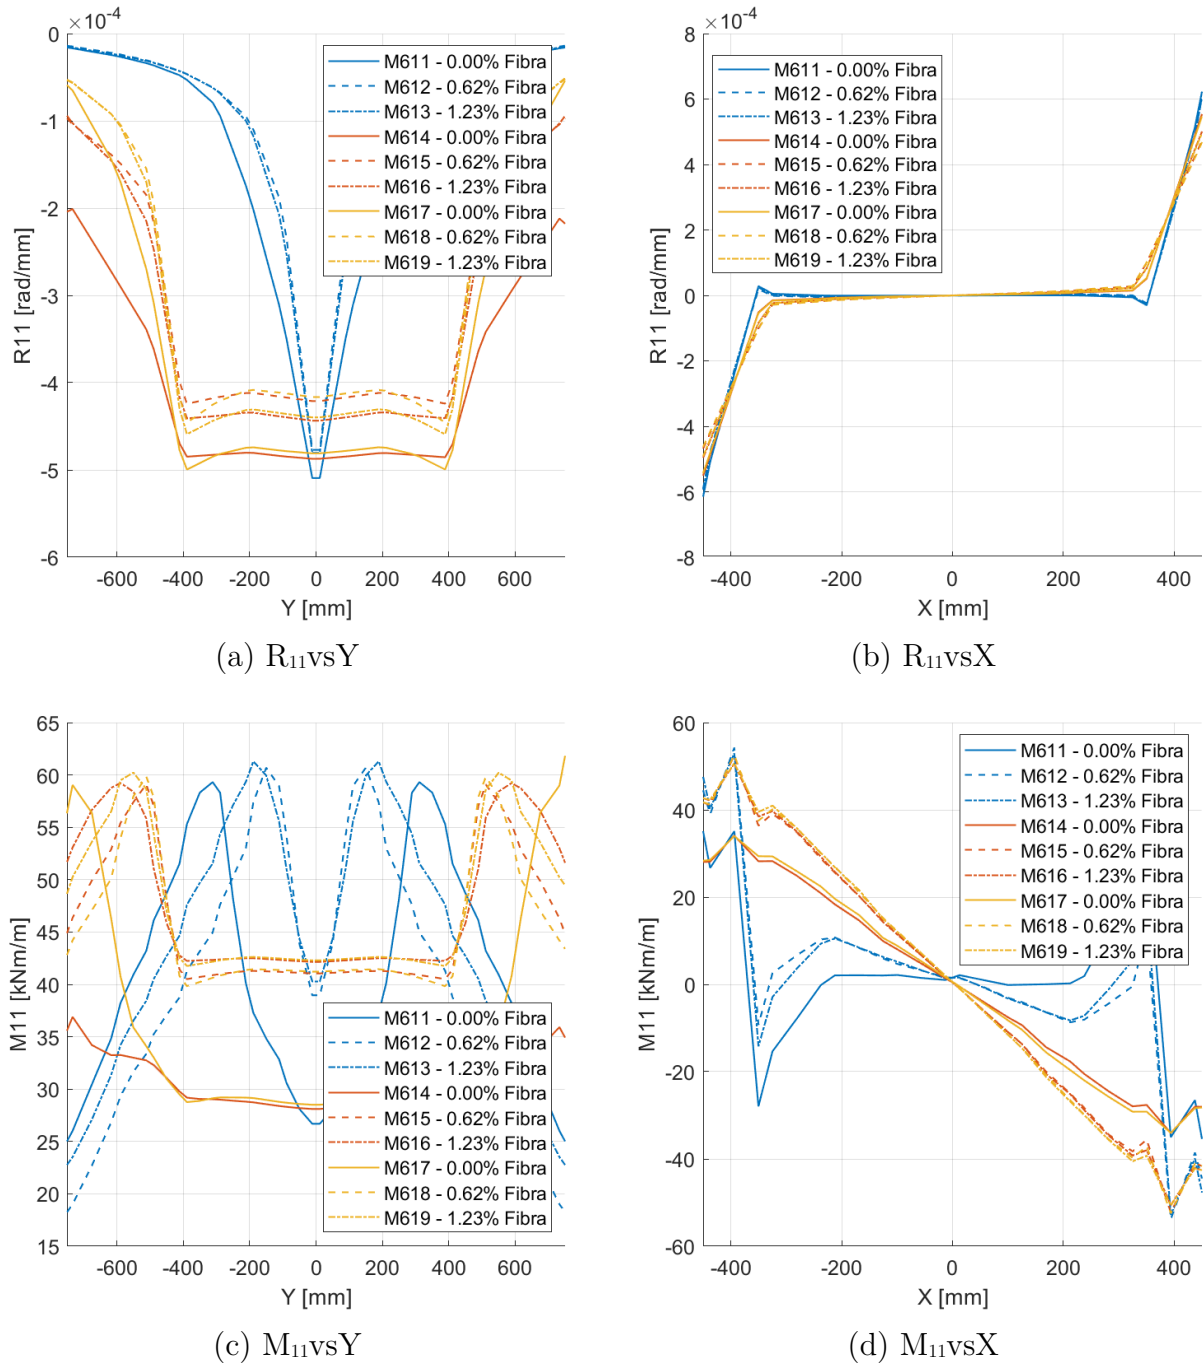 ×10⁻⁴
0
-1
-2
-3
-4
-5
-6
R11 [rad/mm]
-600 -400 -200 0 200 400 600
Y [mm]
M611 - 0.00% Fibra
M612 - 0.62% Fibra
M613 - 1.23% Fibra
M614 - 0.00% Fibra
M615 - 0.62% Fibra
M616 - 1.23% Fibra
M617 - 0.00% Fibra
M618 - 0.62% Fibra
M619 - 1.23% Fibra
(a) R₁₁vsY
×10⁻⁴
8
6
4
2
0
-2
-4
-6
-8
R11 [rad/mm]
-400 -200 0 200 400
X [mm]
M611 - 0.00% Fibra
M612 - 0.62% Fibra
M613 - 1.23% Fibra
M614 - 0.00% Fibra
M615 - 0.62% Fibra
M616 - 1.23% Fibra
M617 - 0.00% Fibra
M618 - 0.62% Fibra
M619 - 1.23% Fibra
(b) R₁₁vsX
65
60
55
50
45
40
35
30
25
20
15
M11 [kNm/m]
-600 -400 -200 0 200 400 600
Y [mm]
M611 - 0.00% Fibra
M612 - 0.62% Fibra
M613 - 1.23% Fibra
M614 - 0.00% Fibra
M615 - 0.62% Fibra
M616 - 1.23% Fibra
M617 - 0.00% Fibra
M618 - 0.62% Fibra
M619 - 1.23% Fibra
(c) M₁₁vsY
60
40
20
0
-20
-40
-60
M11 [kNm/m]
-400 -200 0 200 400
X [mm]
M611 - 0.00% Fibra
M612 - 0.62% Fibra
M613 - 1.23% Fibra
M614 - 0.00% Fibra
M615 - 0.62% Fibra
M616 - 1.23% Fibra
M617 - 0.00% Fibra
M618 - 0.62% Fibra
M619 - 1.23% Fibra
(d) M₁₁vsX